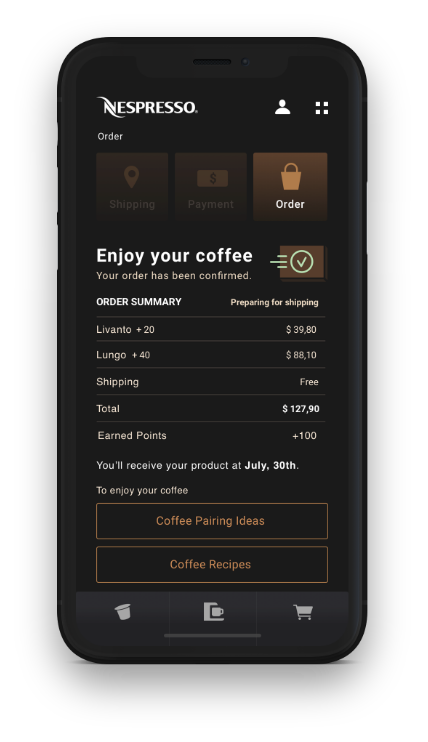 NESPRESSO.
Order
Shipping
Payment
$
Order
Enjoy your coffee
Your order has been confirmed.
ORDER SUMMARY Preparing for shipping
Livanto + 20 $ 39,80
Lungo + 40 $ 88,10
Shipping Free
Total $ 127,90
Earned Points +100
You'll receive your product at July, 30th.
To enjoy your coffee
Coffee Pairing Ideas
Coffee Recipes